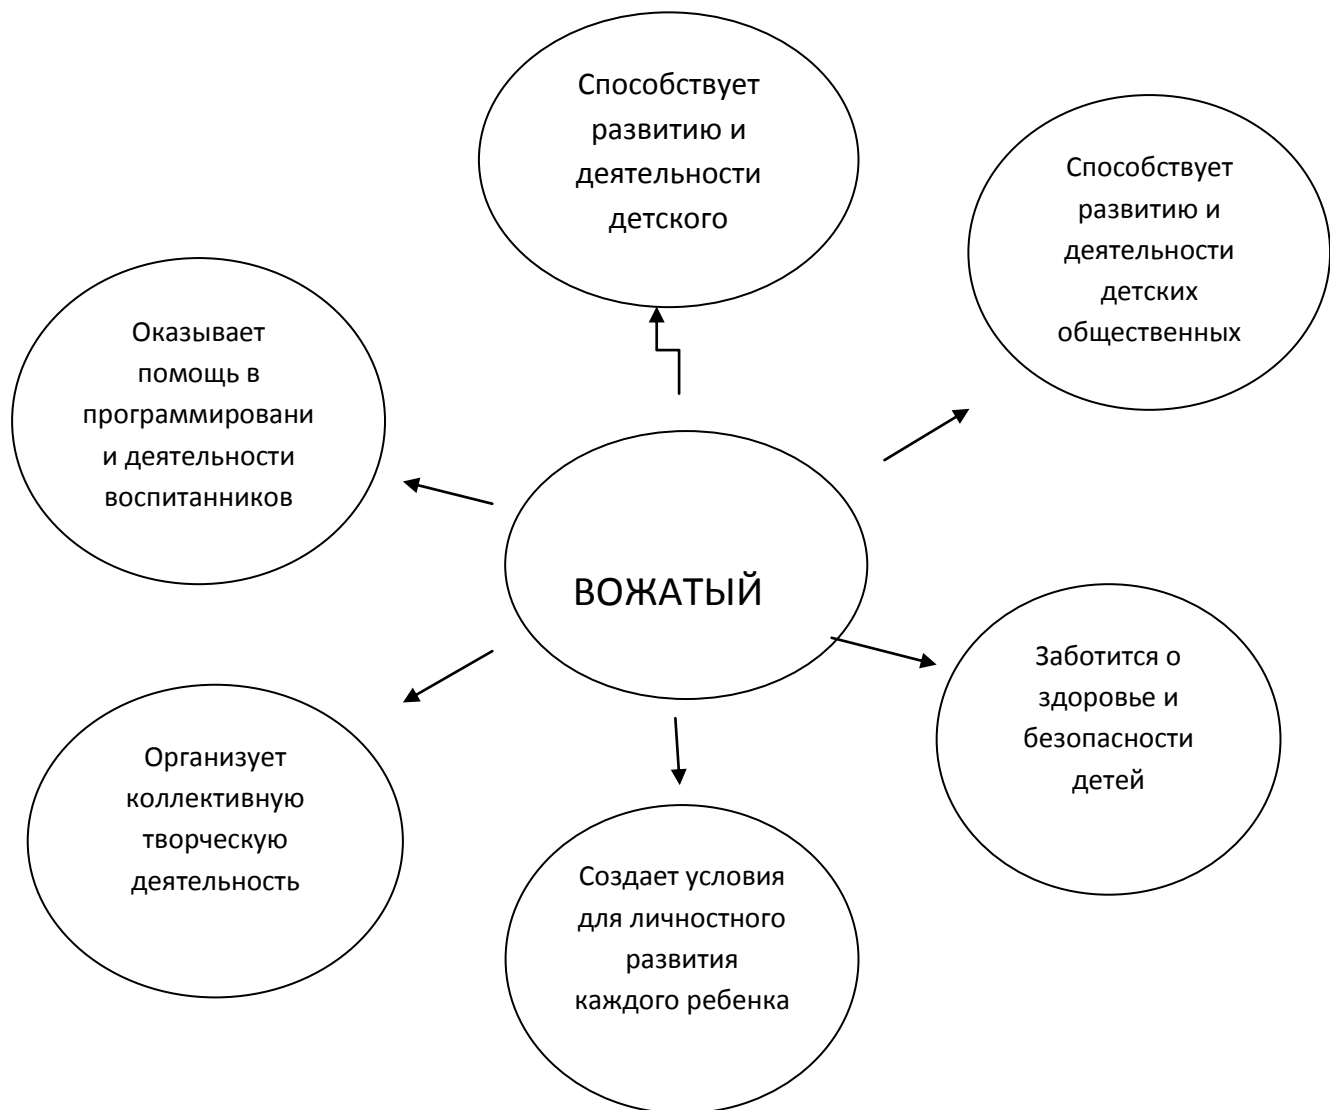 Способствует
развитию и
деятельности
детского
Способствует
развитию и
деятельности
детских
общественных
Оказывает
помощь в
программировани
и деятельности
воспитанников
ВОЖАТЫЙ
Заботится о
здоровье и
безопасности
детей
Организует
коллективную
творческую
деятельность
Создает условия
для личностного
развития
каждого ребенка